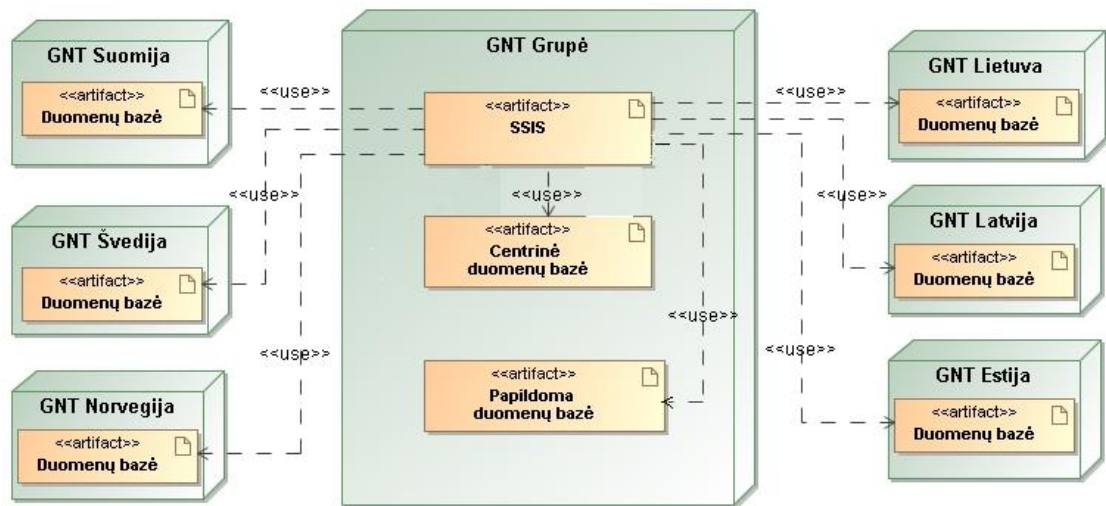 GNT Suomija
<<artifact>>
Duomenų bazė
<<use>>
GNT Švedija
<<artifact>>
Duomenų bazė
<<use>>
GNT Norvegija
<<artifact>>
Duomenų bazė
<<use>>
GNT Grupė
<<artifact>>
SSIS
<<use>>
<<artifact>>
Centrinė
duomenų bazė
<<use>>
<<artifact>>
Papildoma
duomenų bazė
<<use>>
GNT Lietuva
<<artifact>>
Duomenų bazė
<<use>>
GNT Latvija
<<artifact>>
Duomenų bazė
<<use>>
GNT Estija
<<artifact>>
Duomenų bazė